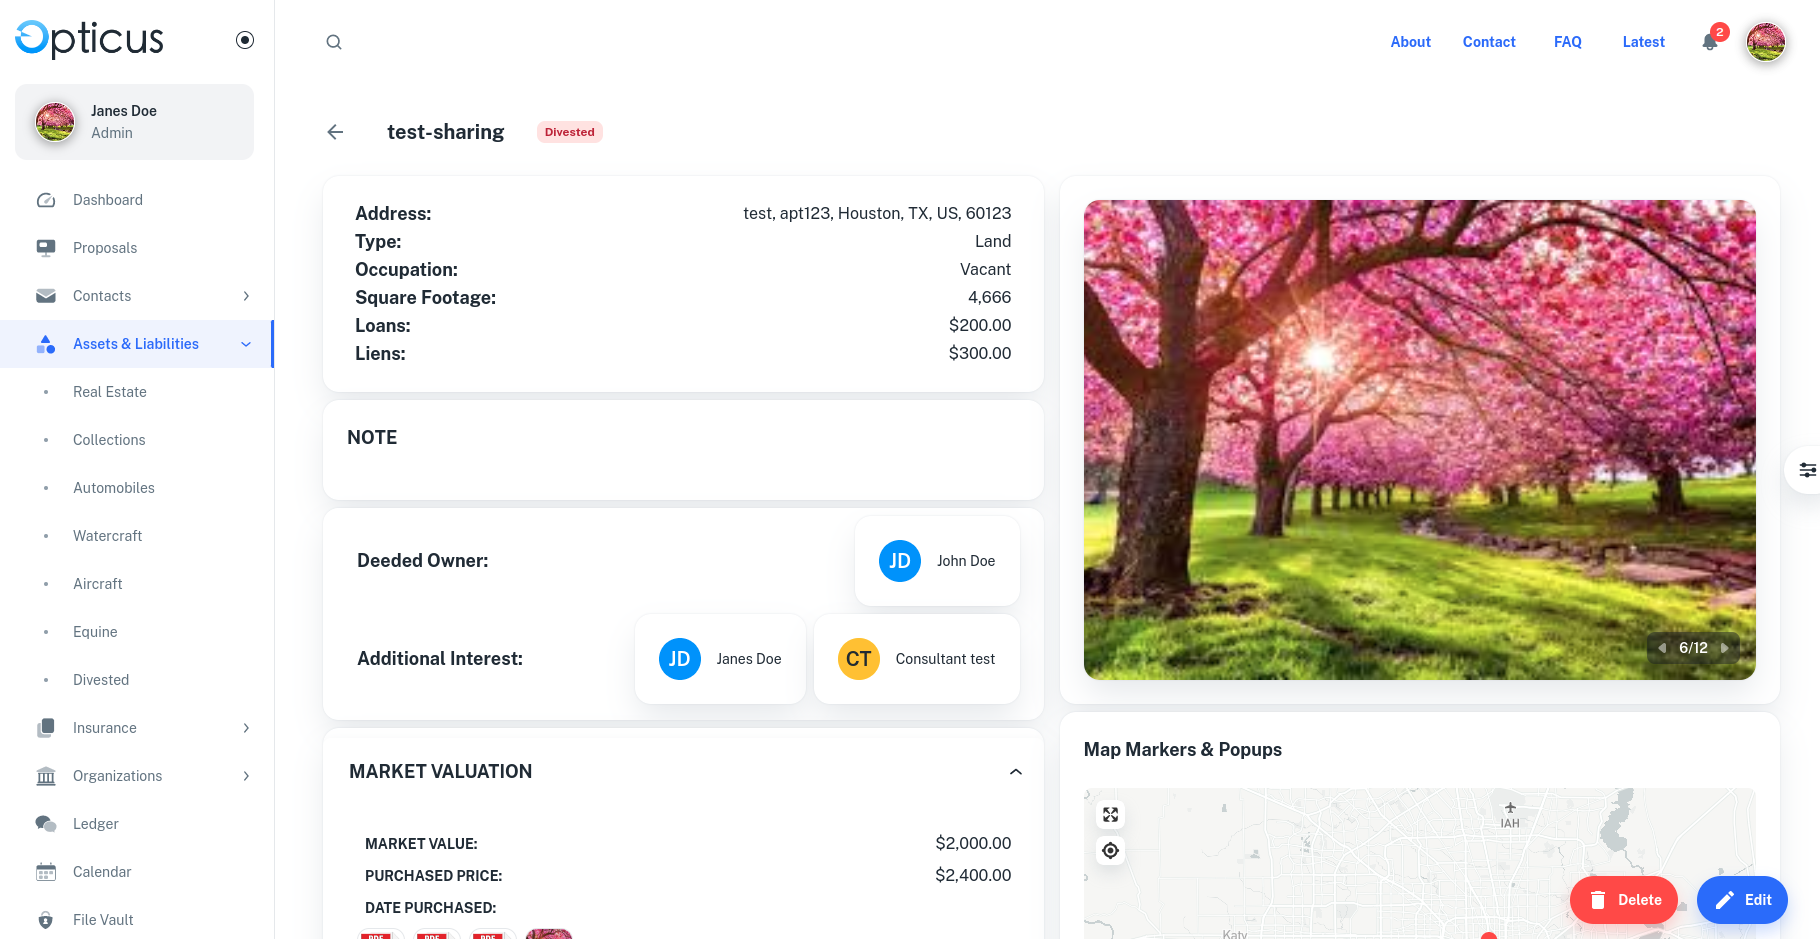 Opticus
Janes Doe
Admin
Dashboard
Proposals
Contacts
Assets & Liabilities
Real Estate
Collections
Automobiles
Watercraft
Aircraft
Equine
Divested
Insurance
Organizations
Ledger
Calendar
File Vault
About Contact FAQ Latest 2
test-sharing Divested
Address: test, apt123, Houston, TX, US, 60123
Type: Land
Occupation: Vacant
Square Footage: 4,666
Loans: $200.00
Liens: $300.00
NOTE
Deeded Owner: JD John Doe
Additional Interest: JD Janes Doe CT Consultant test
MARKET VALUATION
MARKET VALUE: $2,000.00
PURCHASED PRICE: $2,400.00
DATE PURCHASED:
PDF PDF PDF
6/12
Map Markers & Popups
IAH
Katy
Delete Edit